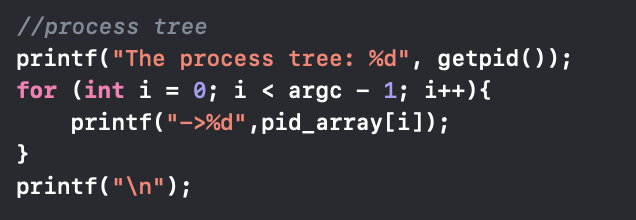 //process tree
printf("The process tree: %d", getpid());
for (int i = 0; i < argc - 1; i++){
    printf("->%d",pid_array[i]);
}
printf("\n");